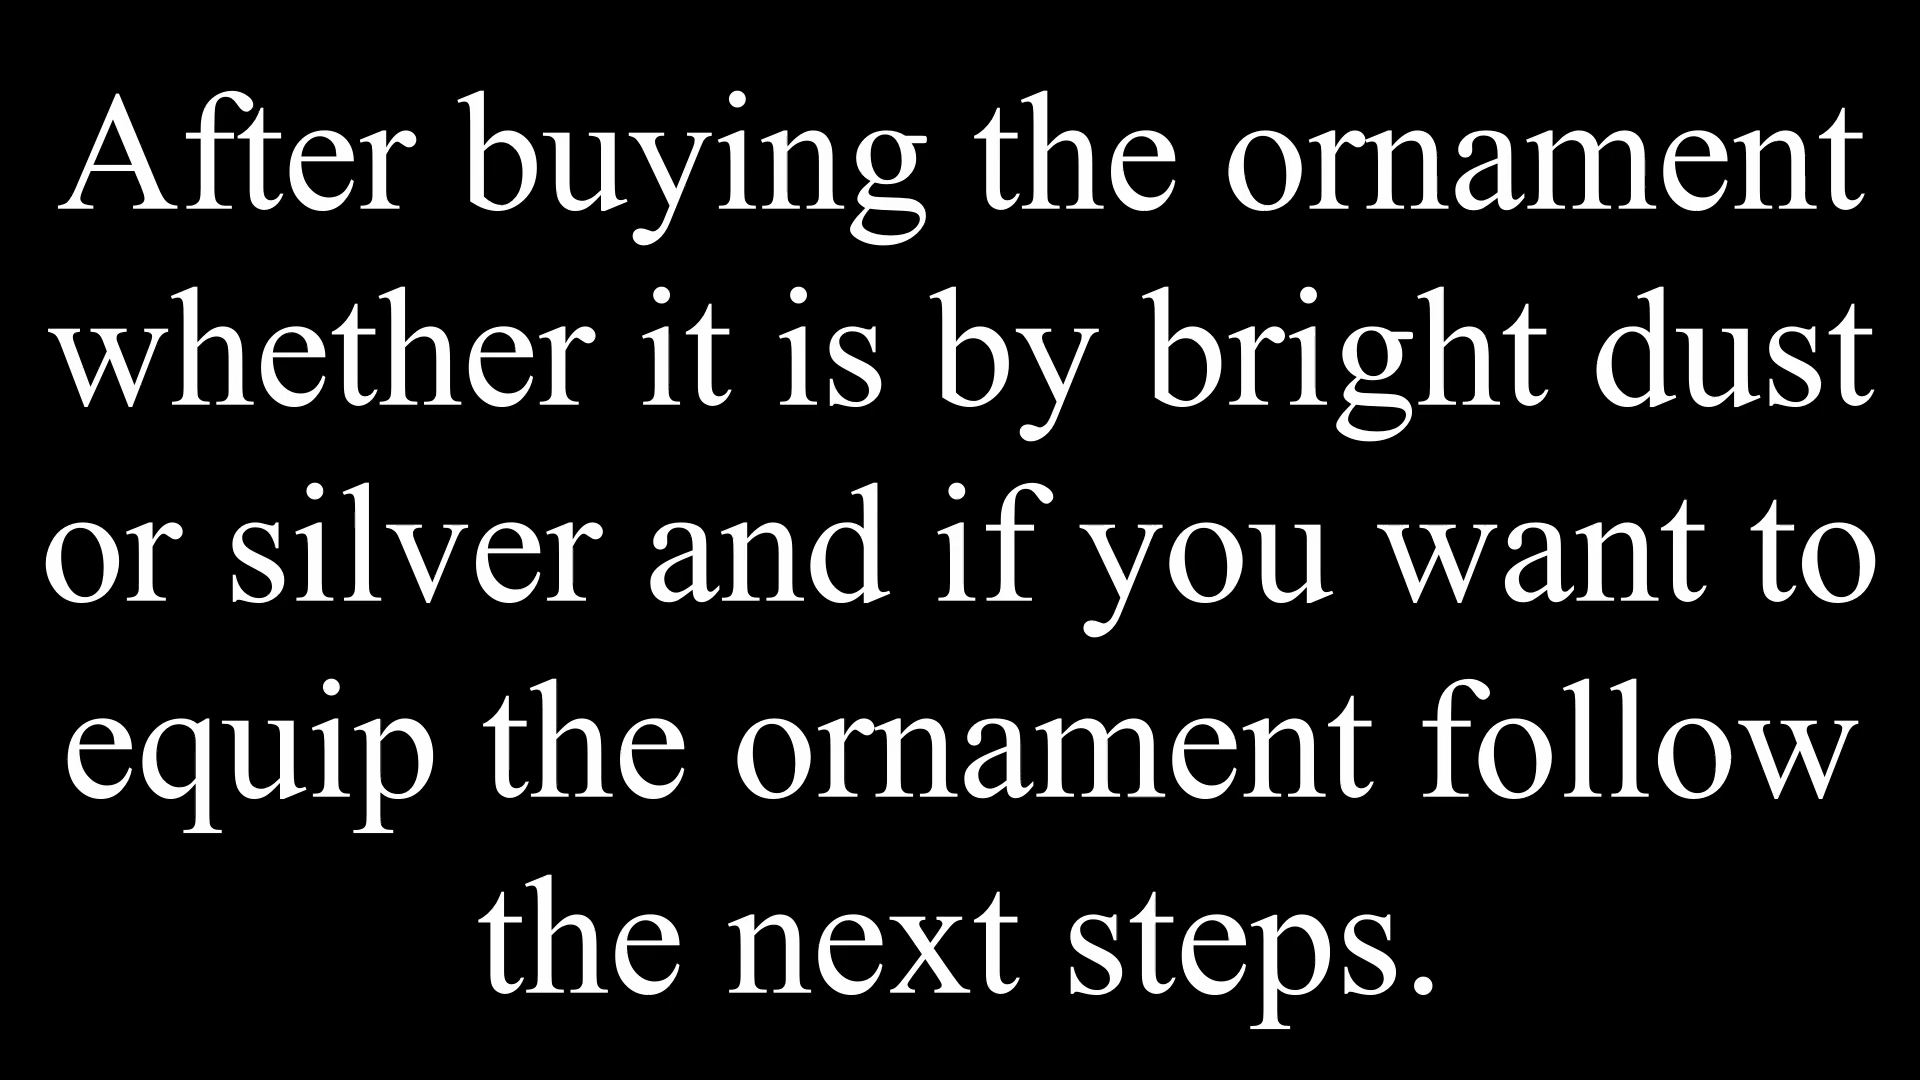 After buying the ornament
whether it is by bright dust
or silver and if you want to
equip the ornament follow
the next steps.